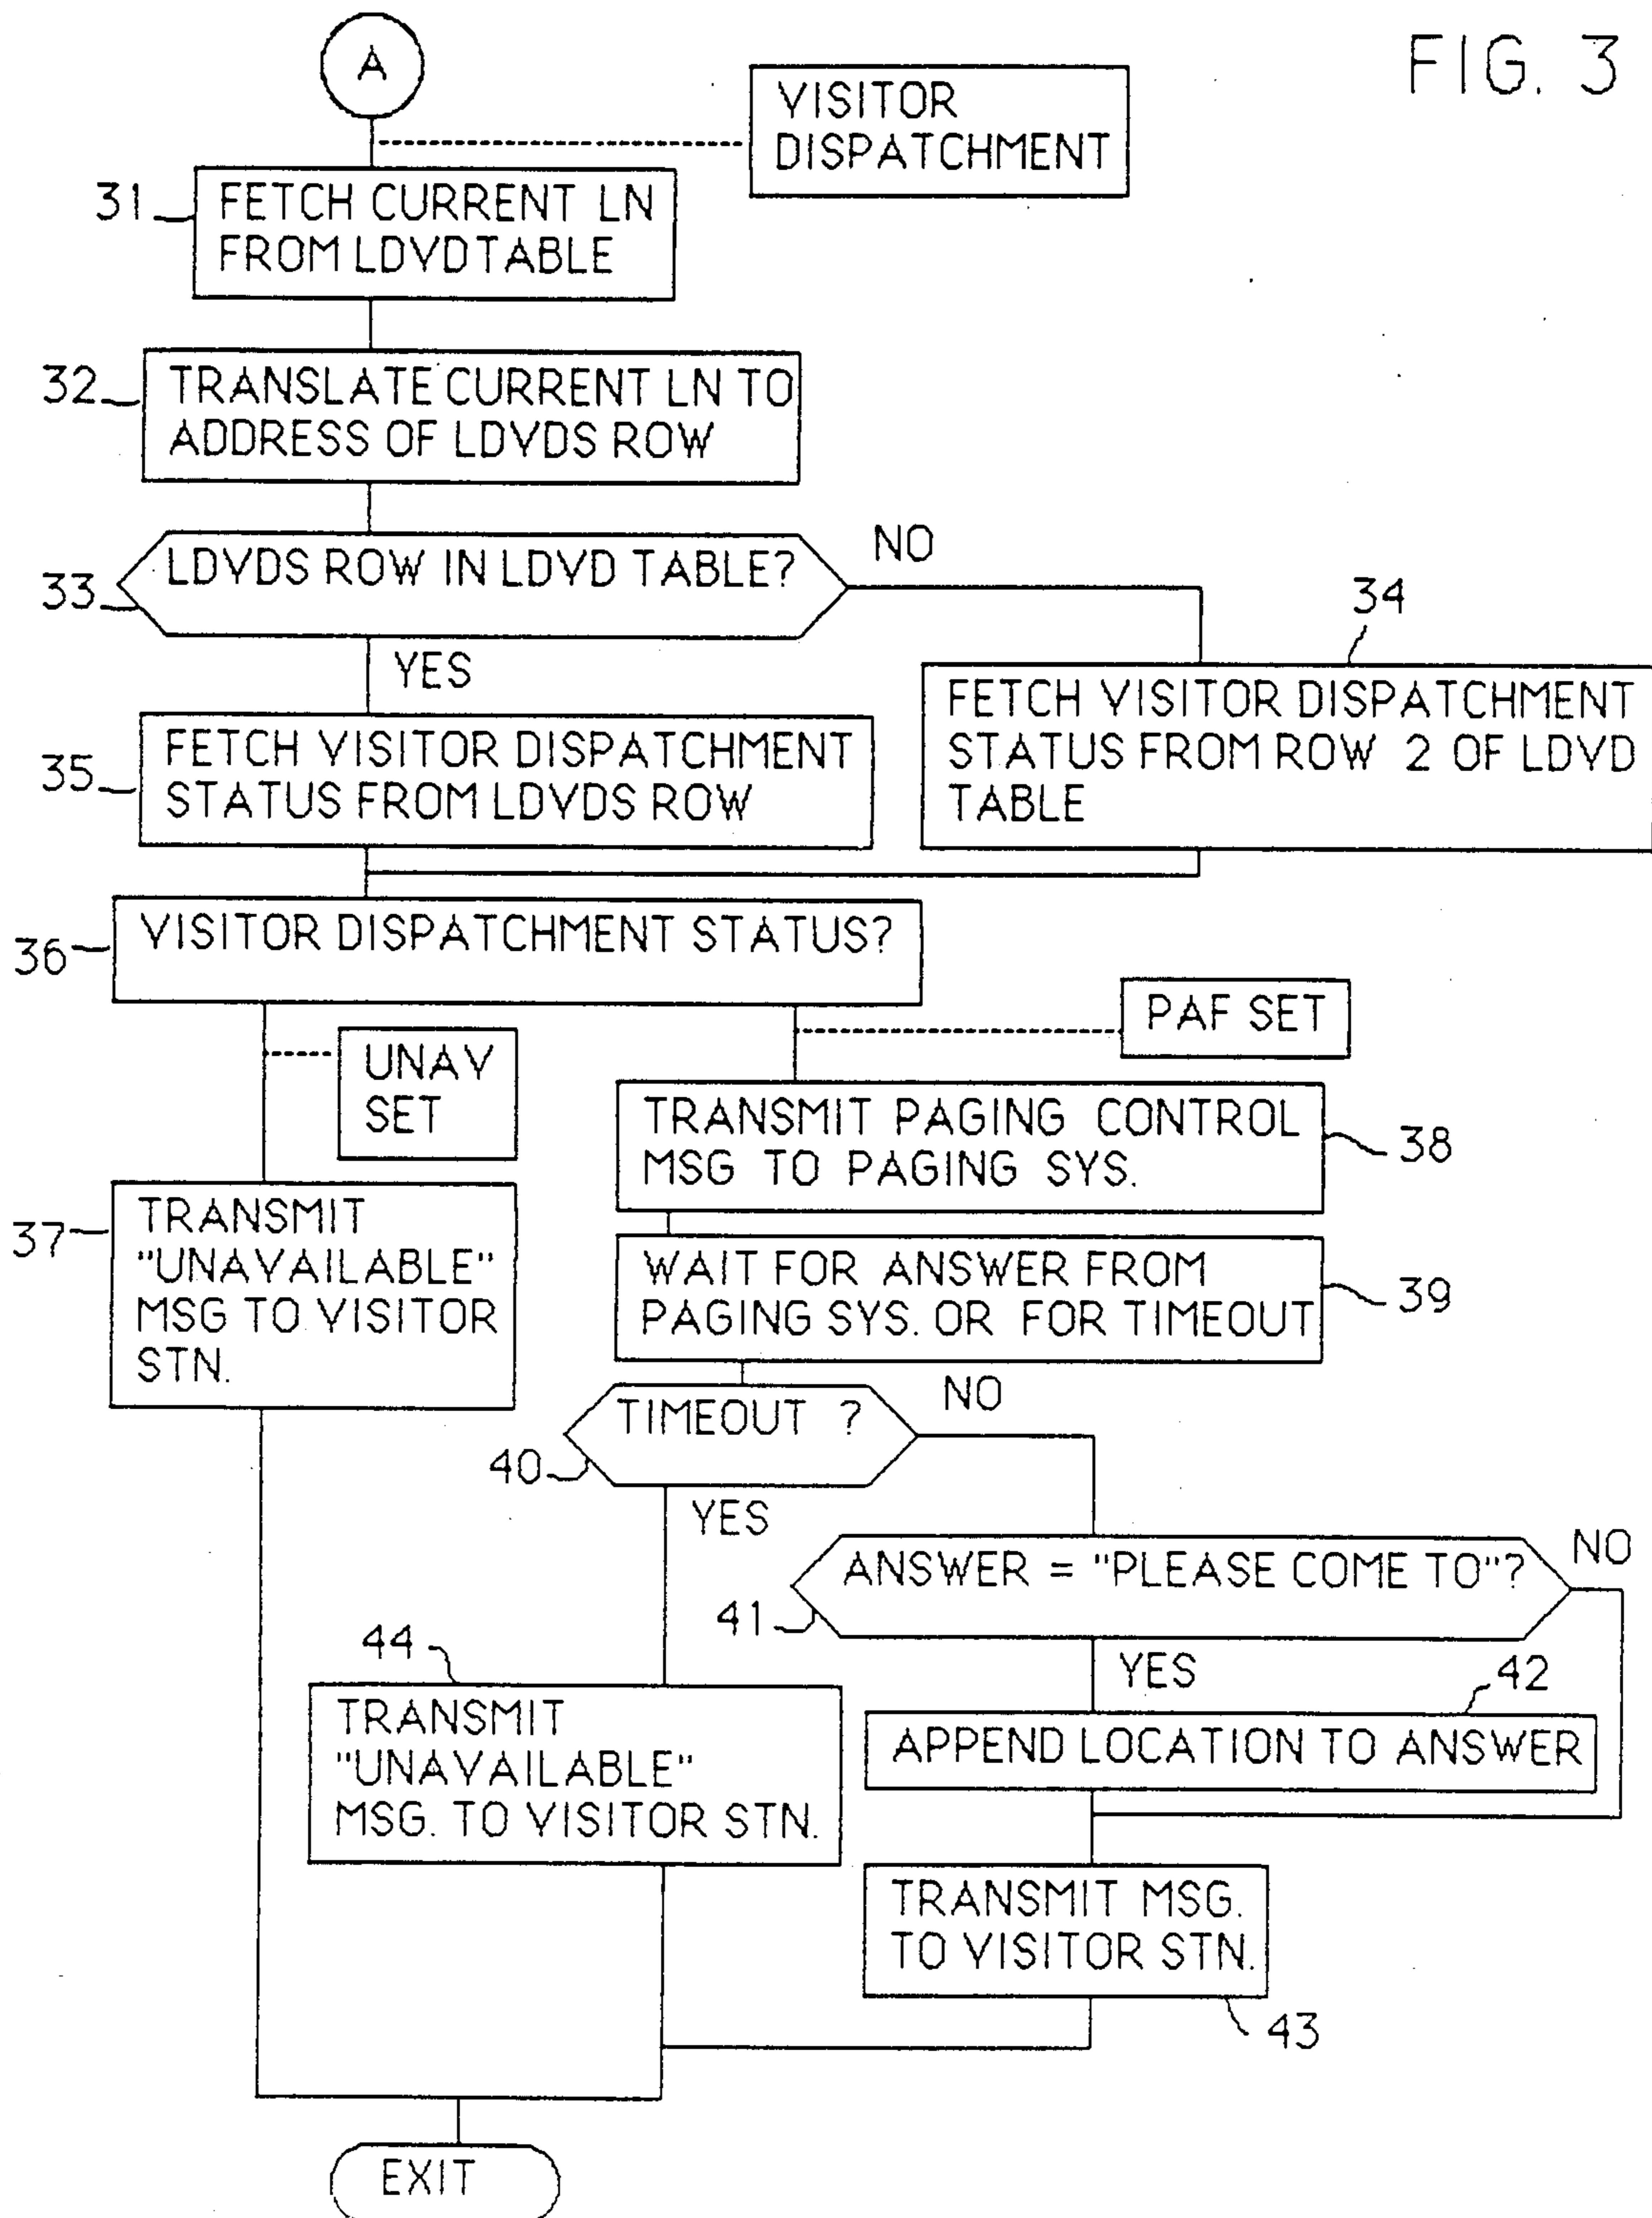 FIG. 3
A
VISITOR
DISPATCHMENT
31
FETCH CURRENT LN
FROM LDVDTABLE
32
TRANSLATE CURRENT LN TO
ADDRESS OF LDVDS ROW
33
LDVDS ROW IN LDVD TABLE?
NO
YES
34
FETCH VISITOR DISPATCHMENT
STATUS FROM ROW 2 OF LDVD
TABLE
35
FETCH VISITOR DISPATCHMENT
STATUS FROM LDVDS ROW
36
VISITOR DISPATCHMENT STATUS?
UNAV
SET
PAF SET
37
TRANSMIT
"UNAVAILABLE"
MSG TO VISITOR
STN.
TRANSMIT PAGING CONTROL
MSG TO PAGING SYS.
38
WAIT FOR ANSWER FROM
PAGING SYS. OR FOR TIMEOUT
39
TIMEOUT ?
NO
40
YES
ANSWER = "PLEASE COME TO"?
NO
41
YES
42
APPEND LOCATION TO ANSWER
44
TRANSMIT
"UNAVAILABLE"
MSG. TO VISITOR STN.
TRANSMIT MSG.
TO VISITOR STN.
43
EXIT